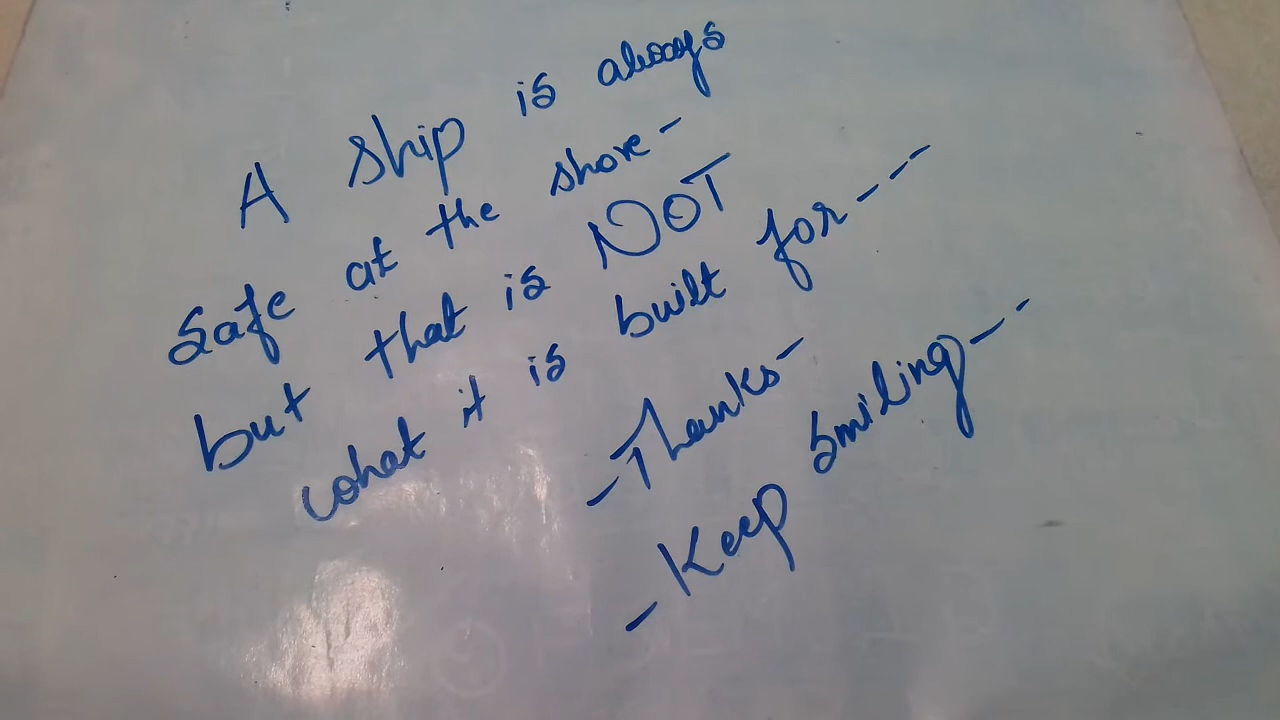 A Ship is always
safe at the shore -
but that is NOT
what it is built for - - -
- Thanks -
- Keep smiling - -